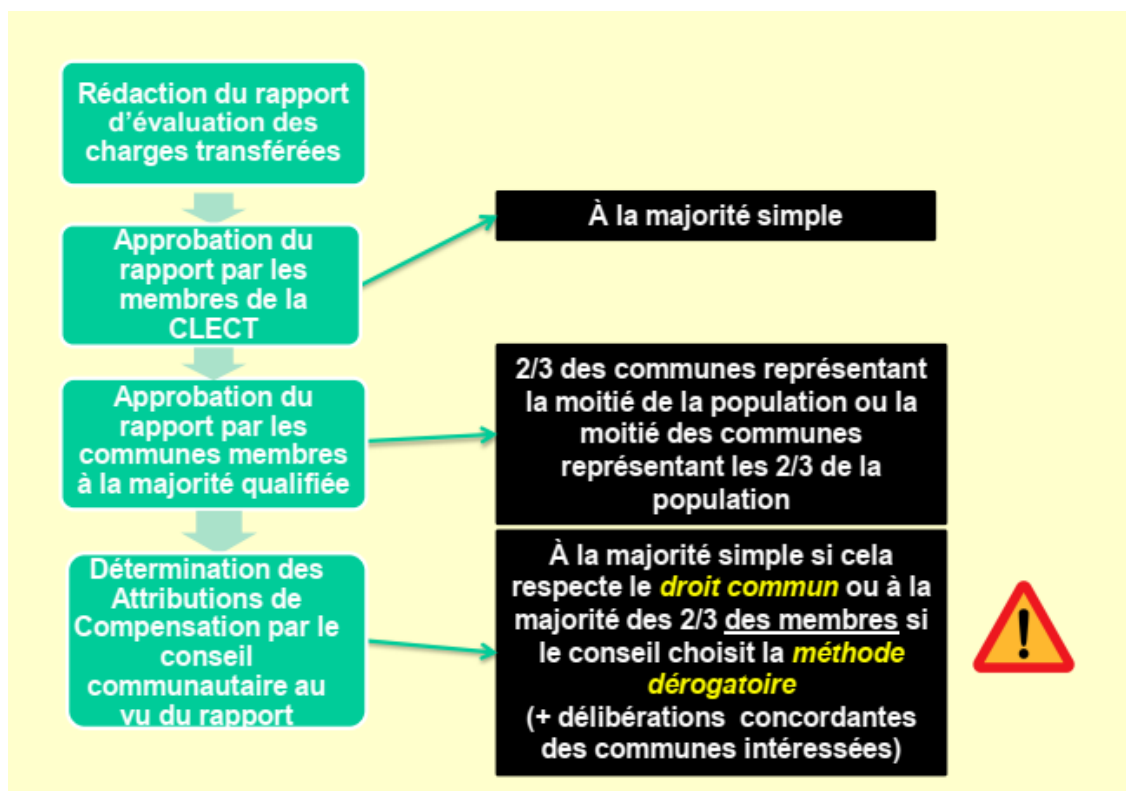 Rédaction du rapport
d’évaluation des
charges transférées
À la majorité simple
Approbation du
rapport par les
membres de la
CLECT
Approbation du
rapport par les
communes membres
à la majorité qualifiée
2/3 des communes représentant
la moitié de la population ou la
moitié des communes
représentant les 2/3 de la
population
Détermination des
Attributions de
Compensation par le
conseil
communautaire au
vu du rapport
À la majorité simple si cela
respecte le droit commun ou à la
majorité des 2/3 des membres si
le conseil choisit la méthode
dérogatoire
(+ délibérations concordantes
des communes intéressées)
!